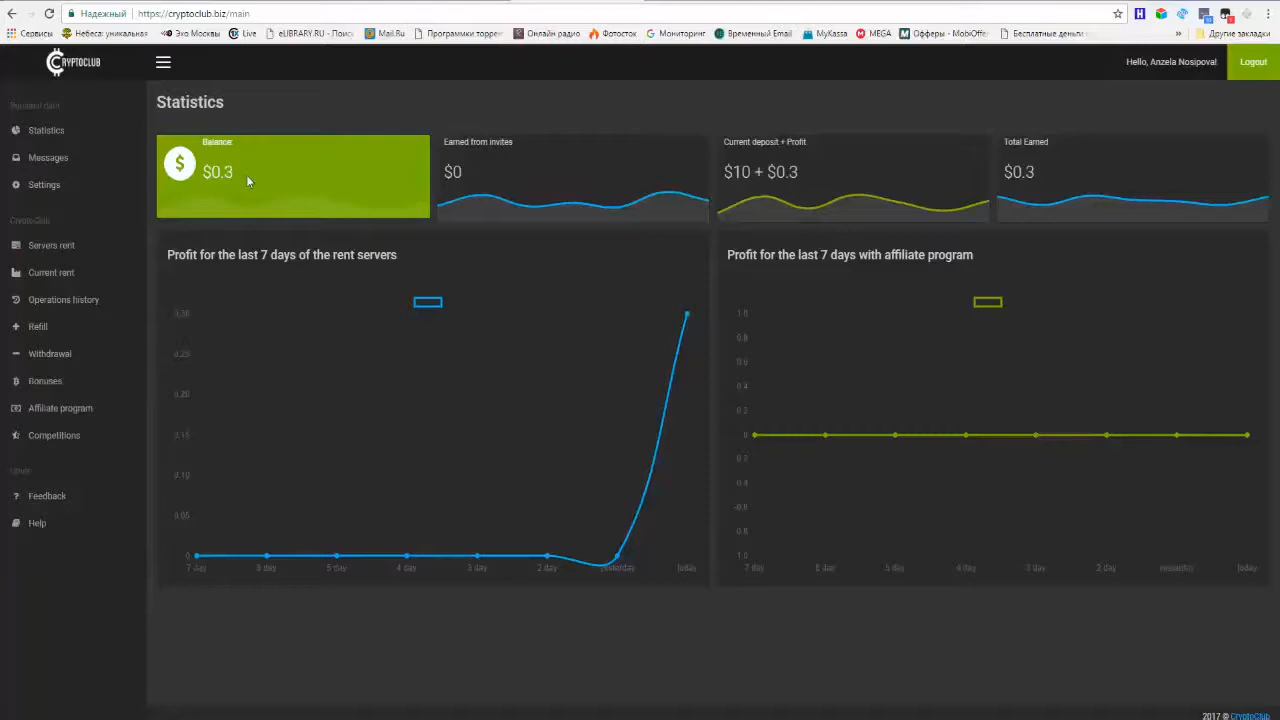 Надежный https://cryptoclub.biz/main
Сервисы Небеса: уникальная Эхо Москвы Live eLIBRARY.RU - Поиск Mail.Ru Программы торрент Онлайн радио Фотосток Мониторинг Временный Email MyKassa MEGA Офферы - MobiOffer Бесплатные деньги » Другие закладки
CRYPTOCLUB
Hello, Anzela Nosipova!
Logout
Personal data
Statistics
Messages
Settings
CryptoClub
Servers rent
Current rent
Operations history
Refill
Withdrawal
Bonuses
Affiliate program
Competitions
Other
Feedback
Help
Statistics
Balance:
$0.3
Earned from invites
$0
Current deposit + Profit
$10 + $0.3
Total Earned
$0.3
Profit for the last 7 days of the rent servers
0.30
0.25
0.20
0.15
0.10
0.05
0
7 day 5 day 4 day 3 day 2 day yesterday today
Profit for the last 7 days with affiliate program
1.0
0.8
0.6
0.4
0.2
0
0.2
0.4
-0.6
0.8
1.0
7 day 5 day 4 day 3 day 2 day yesterday today
2017 © CryptoClub